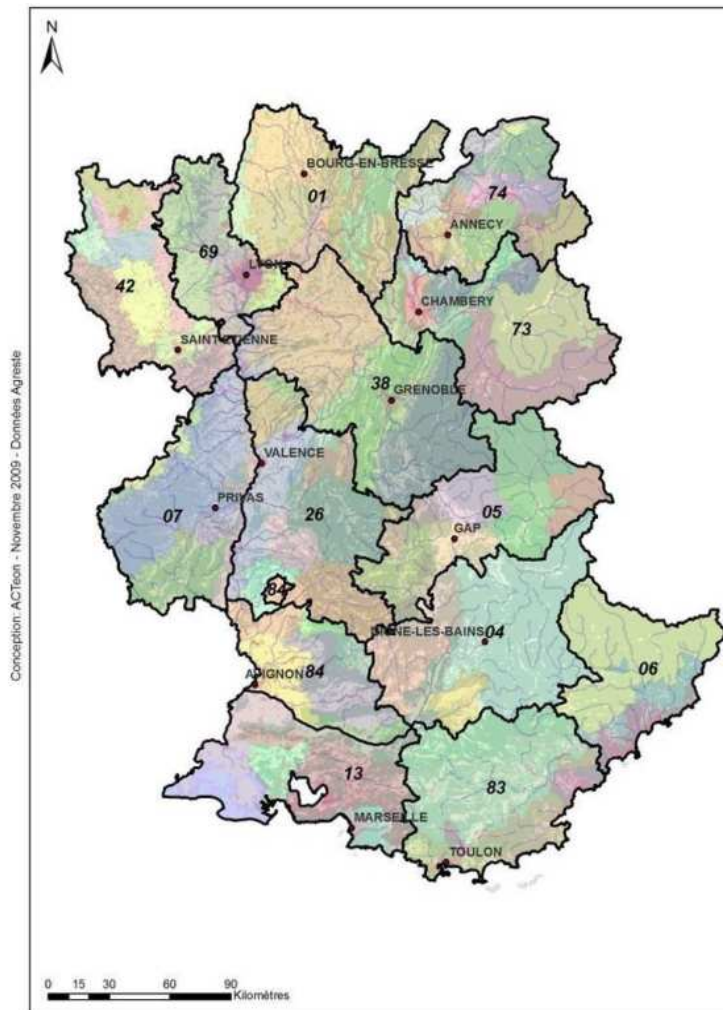 N
BOURG-EN-BRESSE
01
74
ANNECY
69
LYON
42
CHAMBERY
73
SAINT-ETIENNE
38
GRENOBLE
VALENCE
PRIVAS
07
26
05
GAP
84
DIGNE-LES-BAINS
04
06
AVIGNON
84
13
83
MARSEILLE
TOULON
0 15 30 60 90
Kilomètres
Conception: ACTeon - Novembre 2009 - Données Agreste